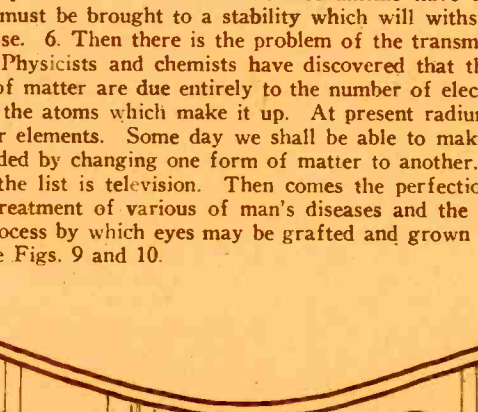 must be brought to a stability which will withs
se. 6. Then there is the problem of the transm
Physicists and chemists have discovered that th
of matter are due entirely to the number of elec
the atoms which make it up. At present radiu
r elements. Some day we shall be able to mak
ded by changing one form of matter to another.
the list is television. Then comes the perfectio
reatment of various of man's diseases and the
ocess by which eyes may be grafted and grown
e Figs. 9 and 10.